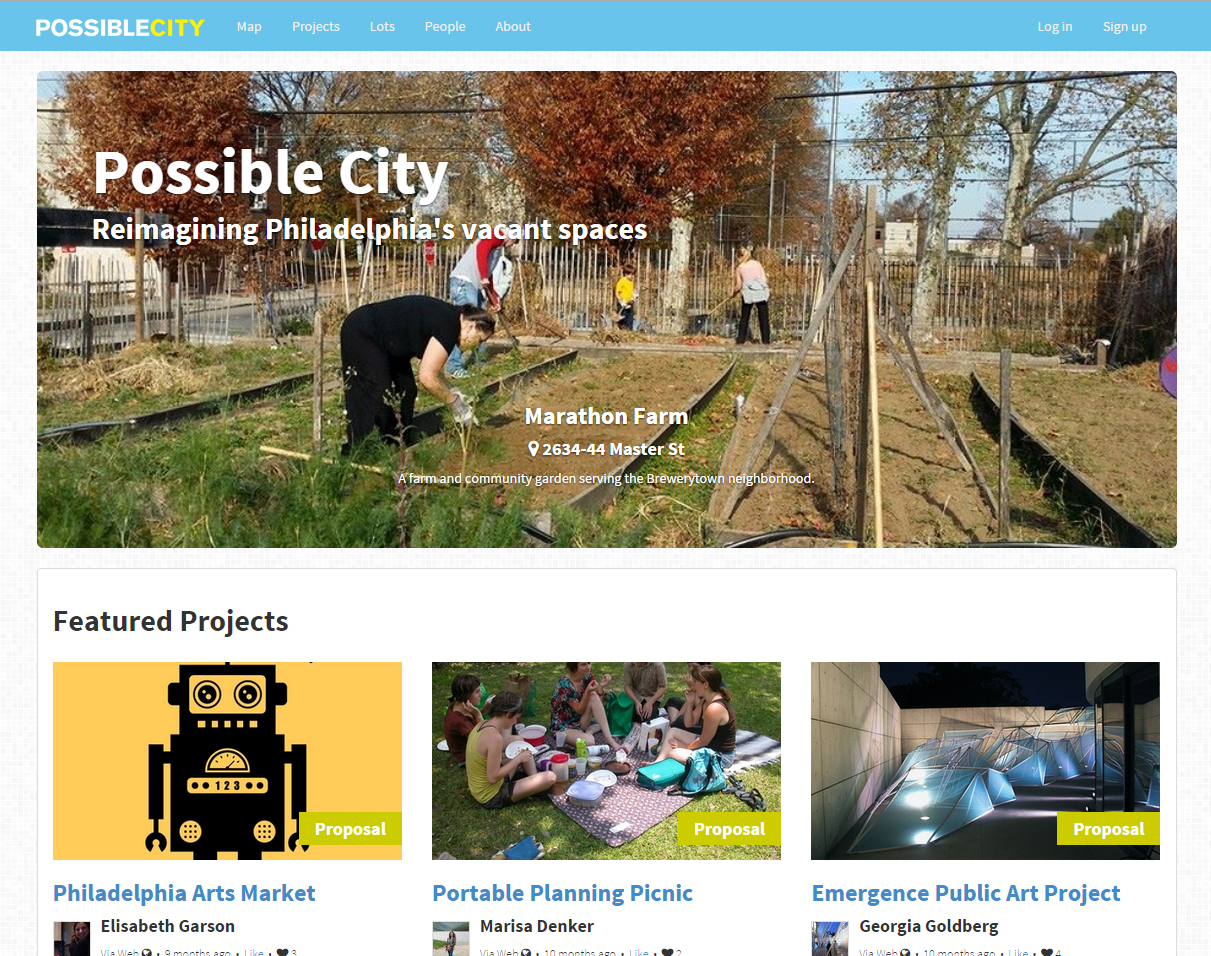 POSSIBLECITY Map Projects Lots People About Log in Sign up
Possible City
Reimagining Philadelphia's vacant spaces
Marathon Farm
2634-44 Master St
A farm and community garden serving the Brewerytown neighborhood.
Featured Projects
1 2 3
Proposal Proposal Proposal
Philadelphia Arts Market Portable Planning Picnic Emergence Public Art Project
Elisabeth Garson Marisa Denker Georgia Goldberg
Via Web • 9 months ago • Like • 3 Via Web • 10 months ago • Like • 2 Via Web • 10 months ago • Like • 4